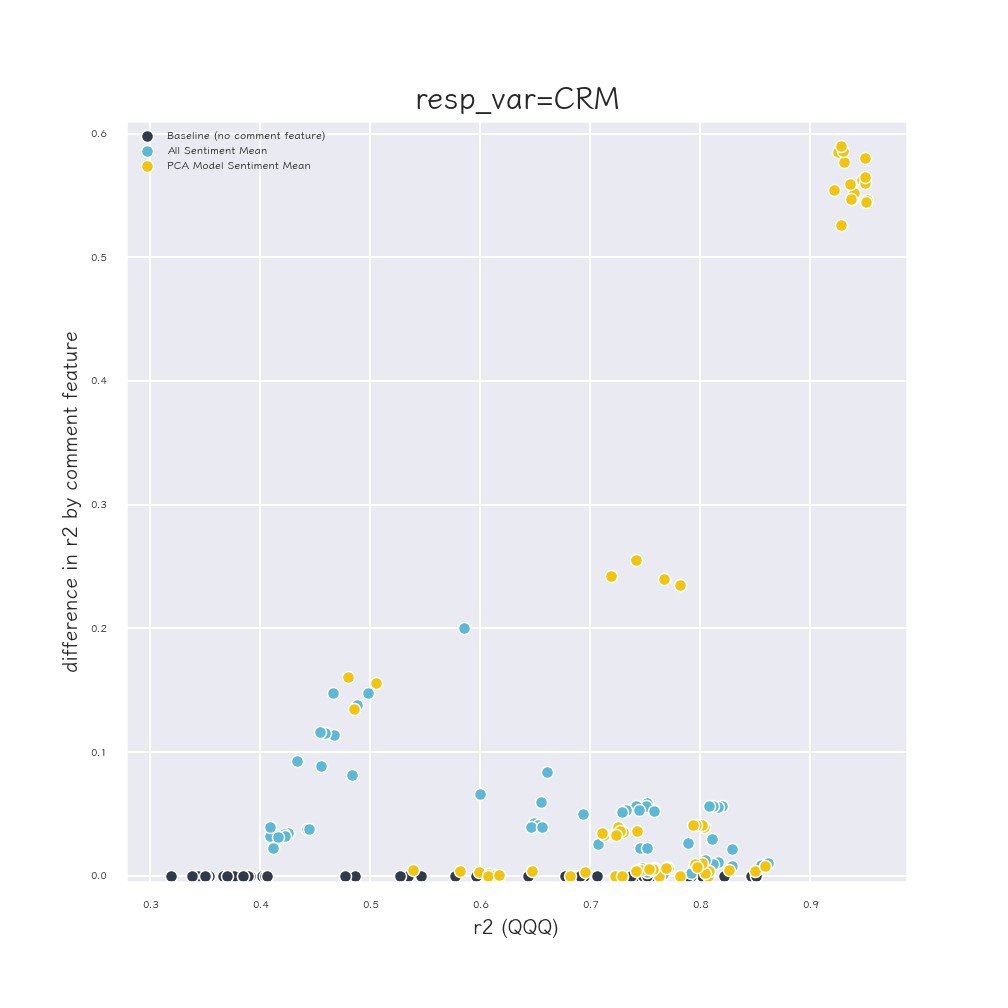 resp_var=CRM
Baseline (no comment feature)
All Sentiment Mean
PCA Model Sentiment Mean
difference in r2 by comment feature
0.6
0.5
0.4
0.3
0.2
0.1
0.0
0.3 0.4 0.5 0.6 0.7 0.8 0.9
r2 (QQQ)